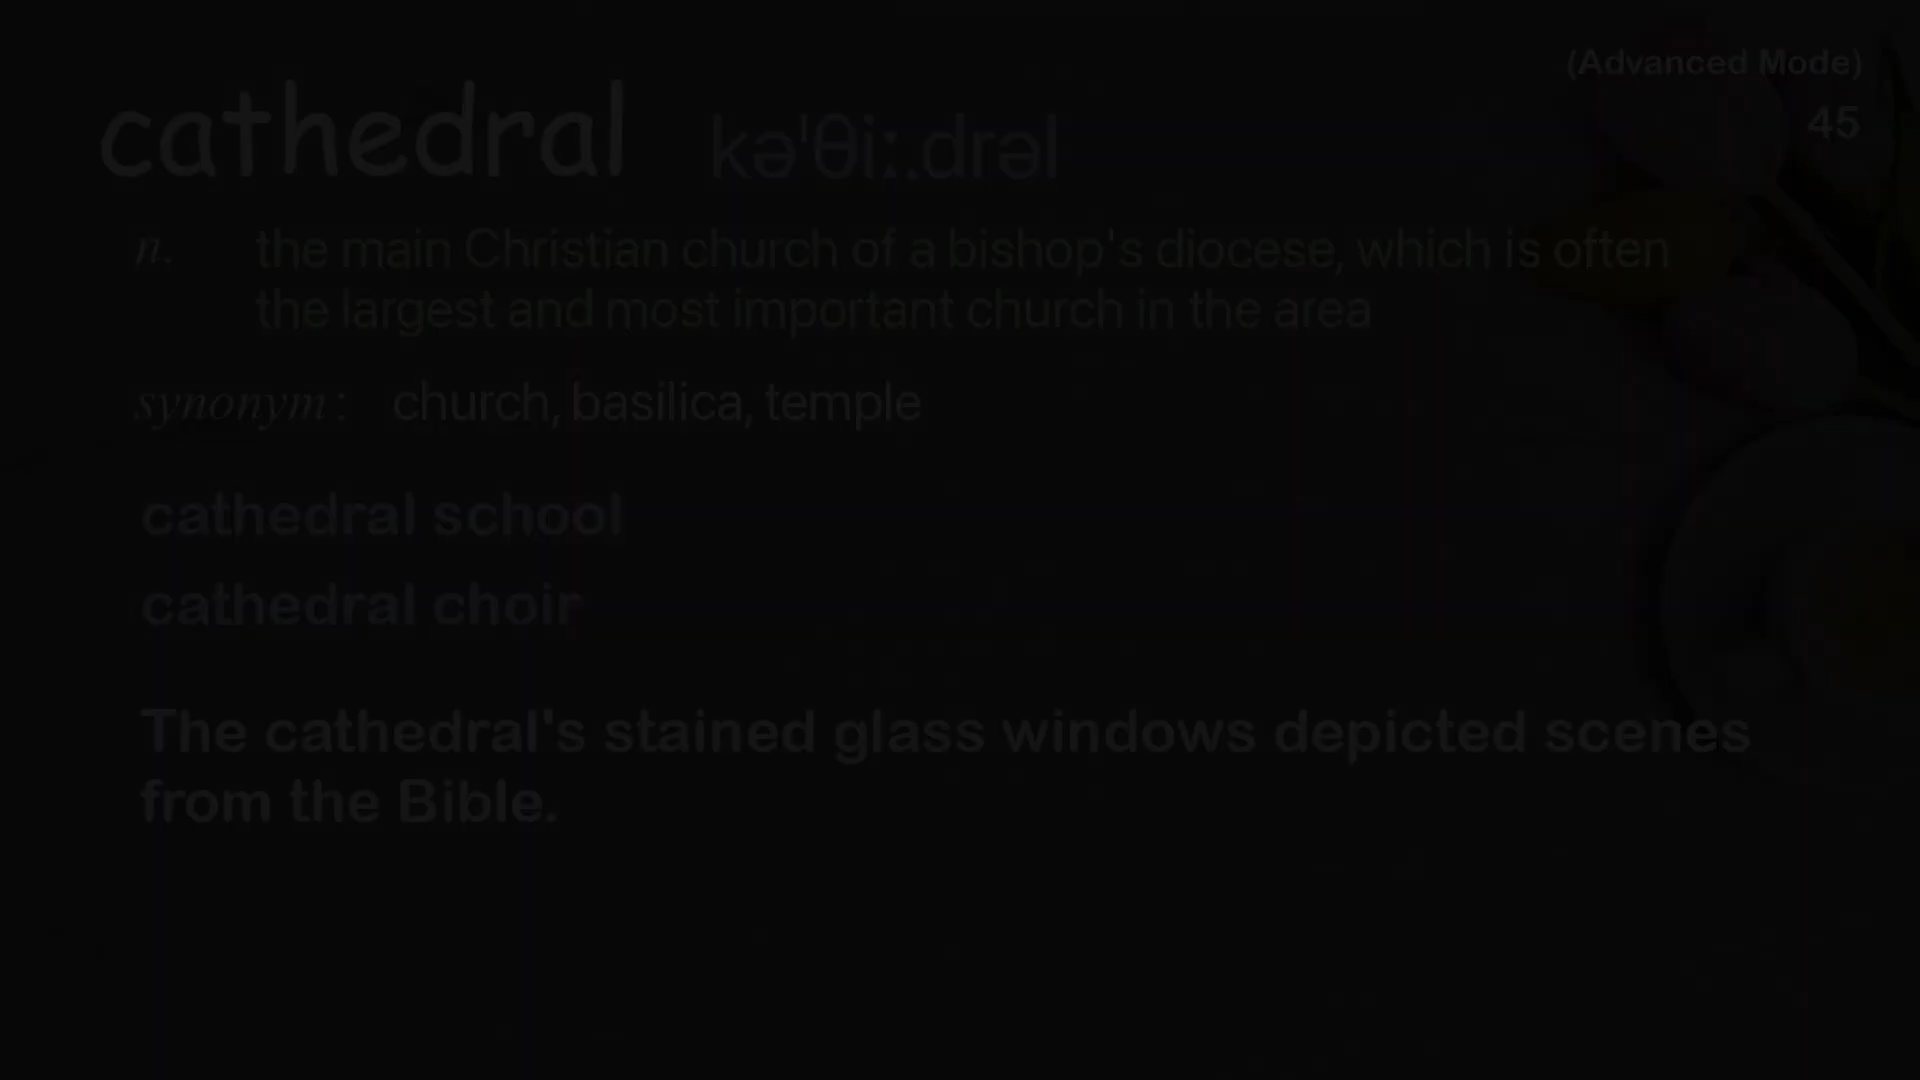 (Advanced Mode)
cathedral kə'θiː.drəl
45
n. the main Christian church of a bishop's diocese, which is often
the largest and most important church in the area
synonym: church, basilica, temple
cathedral school
cathedral choir
The cathedral's stained glass windows depicted scenes
from the Bible.